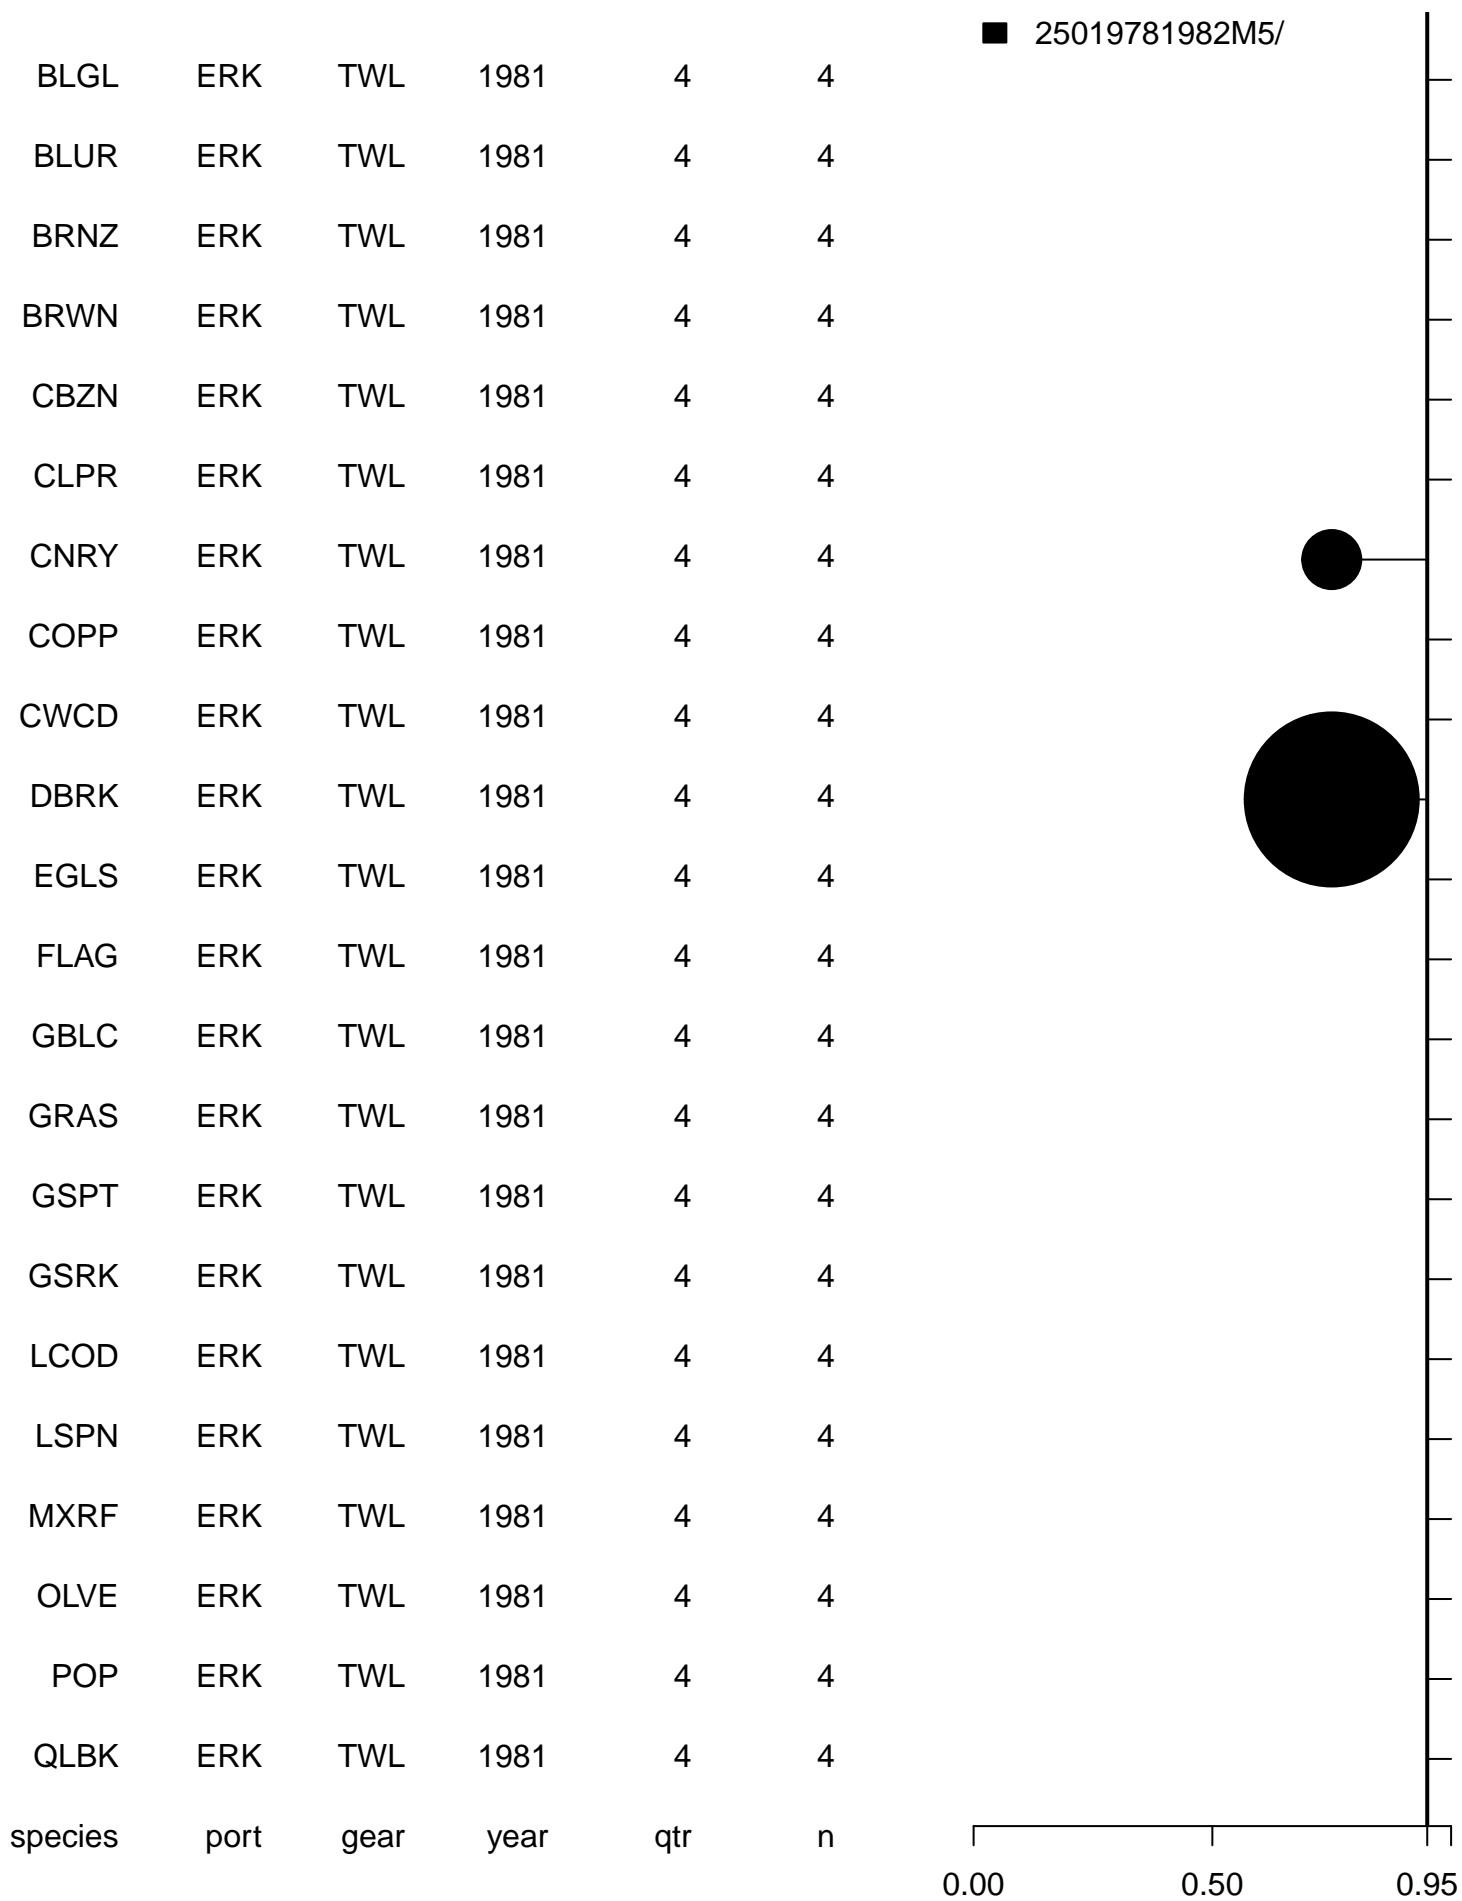 25019781982M5/
BLGL ERK TWL 1981 4 4
BLUR ERK TWL 1981 4 4
BRNZ ERK TWL 1981 4 4
BRWN ERK TWL 1981 4 4
CBZN ERK TWL 1981 4 4
CLPR ERK TWL 1981 4 4
CNRY ERK TWL 1981 4 4
COPP ERK TWL 1981 4 4
CWCD ERK TWL 1981 4 4
DBRK ERK TWL 1981 4 4
EGLS ERK TWL 1981 4 4
FLAG ERK TWL 1981 4 4
GBLC ERK TWL 1981 4 4
GRAS ERK TWL 1981 4 4
GSPT ERK TWL 1981 4 4
GSRK ERK TWL 1981 4 4
LCOD ERK TWL 1981 4 4
LSPN ERK TWL 1981 4 4
MXRF ERK TWL 1981 4 4
OLVE ERK TWL 1981 4 4
POP ERK TWL 1981 4 4
QLBK ERK TWL 1981 4 4
species port gear year qtr n
0.00 0.50 0.95